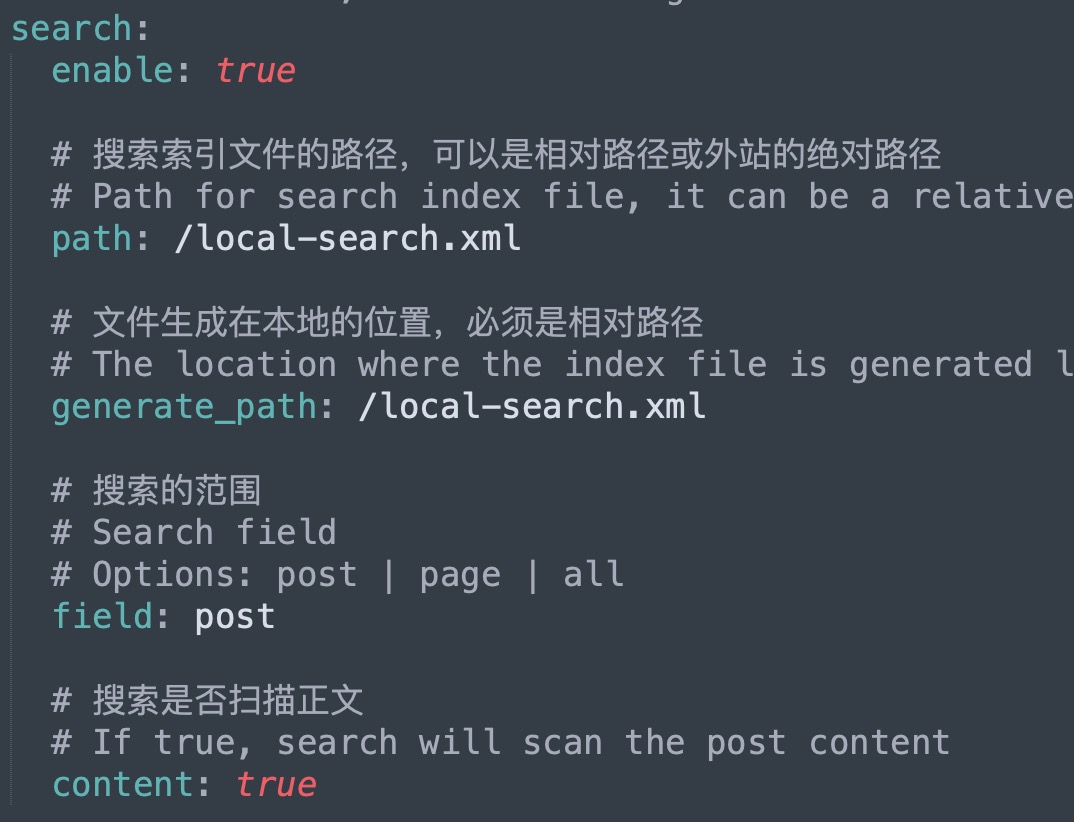 search:
enable: true
# 搜索索引文件的路径，可以是相对路径或外站的绝对路径
# Path for search index file, it can be a relative
path: /local-search.xml
# 文件生成在本地的位置，必须是相对路径
# The location where the index file is generated l
generate_path: /local-search.xml
# 搜索的范围
# Search field
# Options: post | page | all
field: post
# 搜索是否扫描正文
# If true, search will scan the post content
content: true